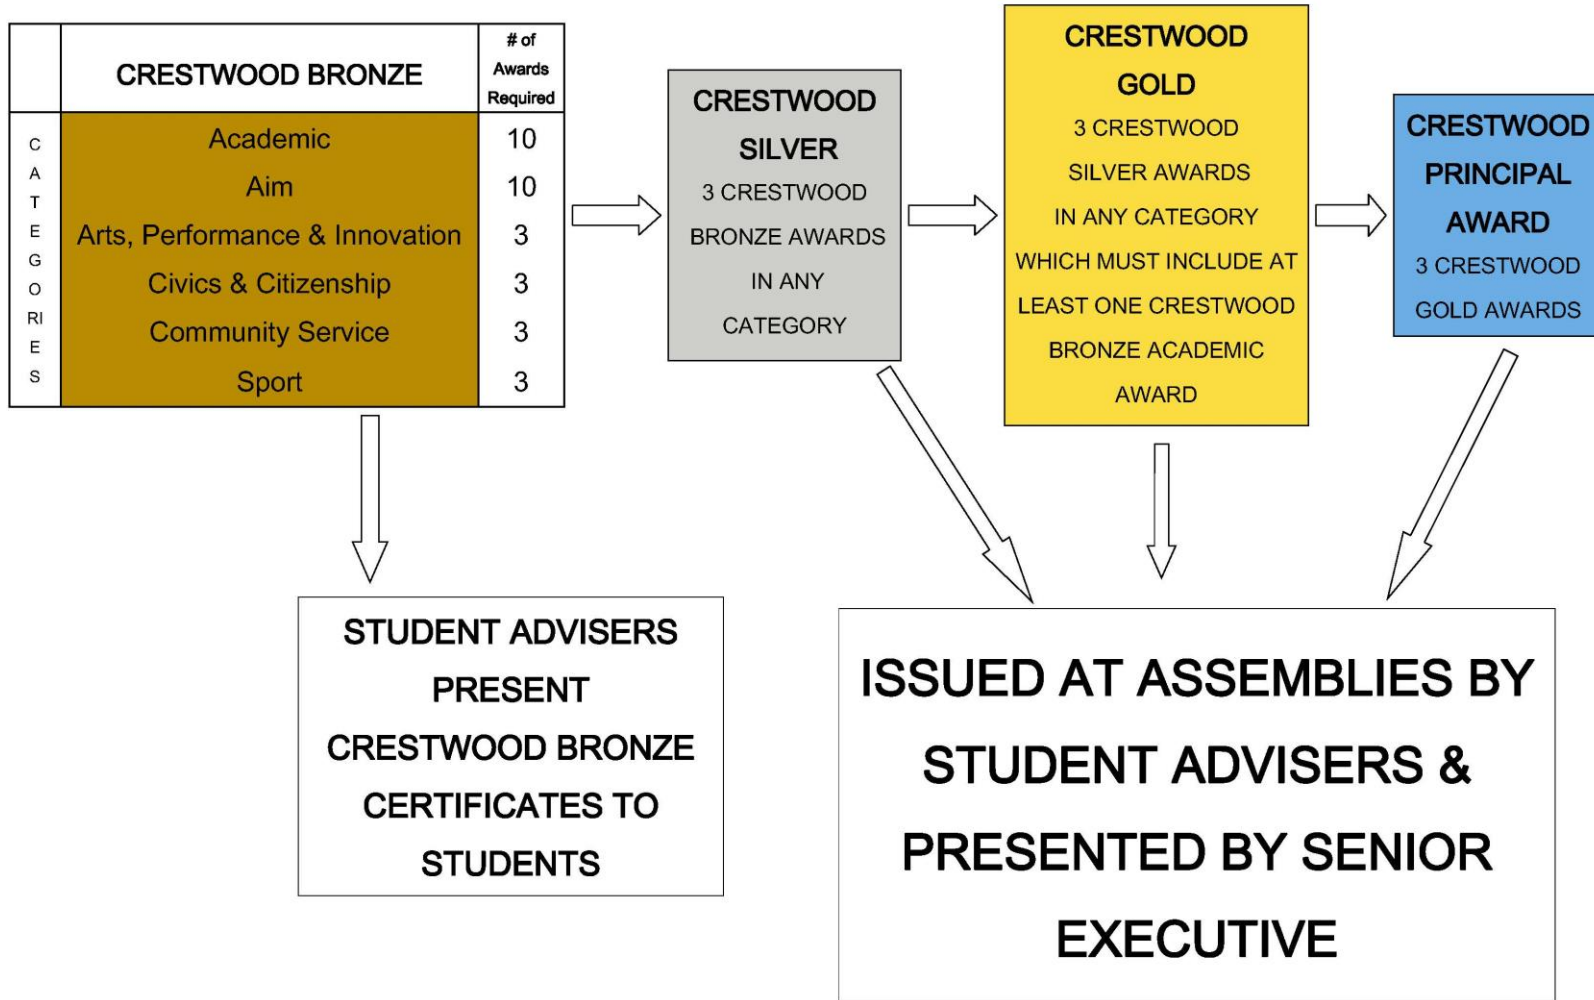 CRESTWOOD BRONZE
# of
Awards
Required
C
A
T
E
G
O
RI
E
S
Academic 10
Aim 10
Arts, Performance & Innovation 3
Civics & Citizenship 3
Community Service 3
Sport 3
CRESTWOOD
SILVER
3 CRESTWOOD
BRONZE AWARDS
IN ANY
CATEGORY
CRESTWOOD
GOLD
3 CRESTWOOD
SILVER AWARDS
IN ANY CATEGORY
WHICH MUST INCLUDE AT
LEAST ONE CRESTWOOD
BRONZE ACADEMIC
AWARD
CRESTWOOD
PRINCIPAL
AWARD
3 CRESTWOOD
GOLD AWARDS
STUDENT ADVISERS
PRESENT
CRESTWOOD BRONZE
CERTIFICATES TO
STUDENTS
ISSUED AT ASSEMBLIES BY
STUDENT ADVISERS &
PRESENTED BY SENIOR
EXECUTIVE